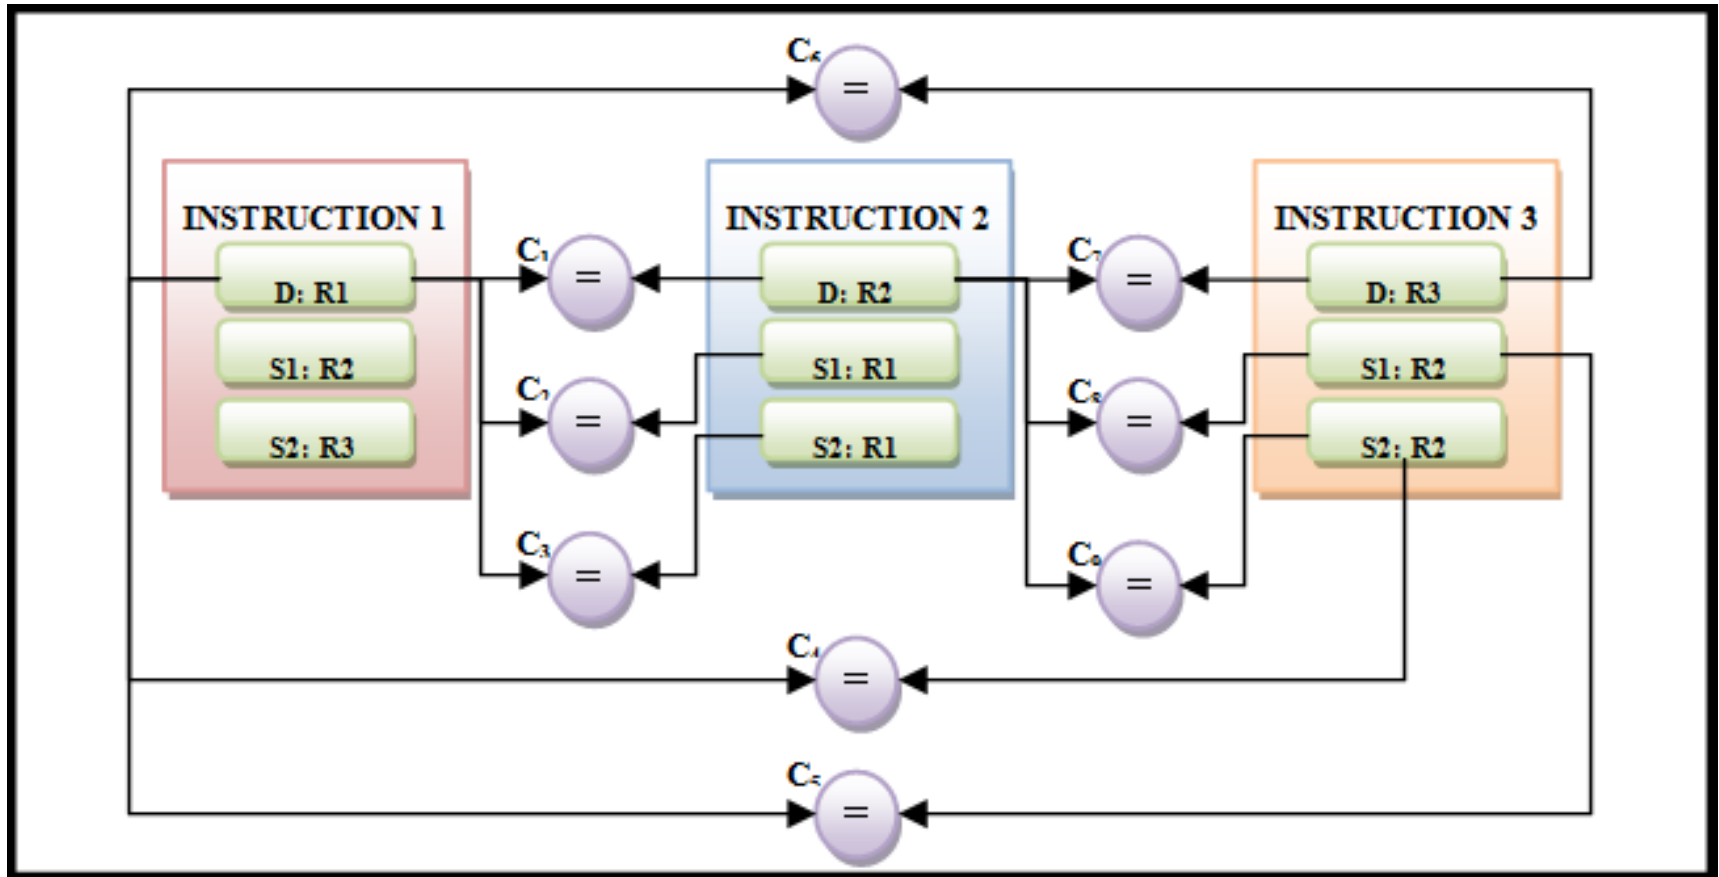 C₆
=
INSTRUCTION 1
D: R1
S1: R2
S2: R3
INSTRUCTION 2
D: R2
S1: R1
S2: R1
INSTRUCTION 3
D: R3
S1: R2
S2: R2
C₁
=
C₂
=
C₃
=
C₇
=
C₈
=
C₉
=
C₄
=
C₅
=